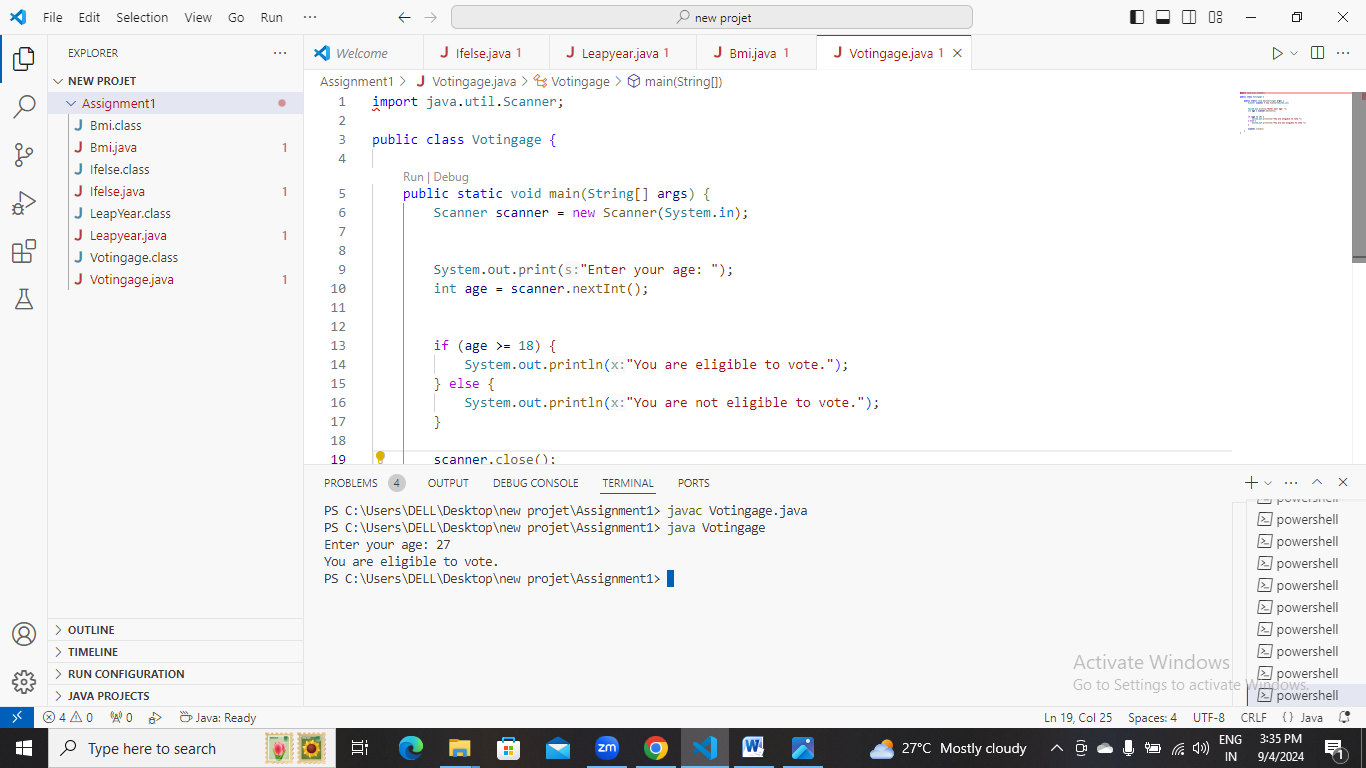 File Edit Selection View Go Run ··· new projet
EXPLORER ···
Welcome Ifelse.java 1 Leapyear.java 1 Bmi.java 1 Votingage.java 1
NEW PROJET
Assignment1
Bmi.class
Bmi.java 1
Ifelse.class
Ifelse.java 1
LeapYear.class
Leapyear.java 1
Votingage.class
Votingage.java 1
OUTLINE
TIMELINE
RUN CONFIGURATION
JAVA PROJECTS
Assignment1 > Votingage.java > Votingage > main(String[])
1 import java.util.Scanner;
2
3 public class Votingage {
4
Run | Debug
5 public static void main(String[] args) {
6 Scanner scanner = new Scanner(System.in);
7
8
9 System.out.print(s:"Enter your age: ");
10 int age = scanner.nextInt();
11
12
13 if (age >= 18) {
14 System.out.println(x:"You are eligible to vote.");
15 } else {
16 System.out.println(x:"You are not eligible to vote.");
17 }
18
19 scanner.close();
PROBLEMS 4 OUTPUT DEBUG CONSOLE TERMINAL PORTS
PS C:\Users\DELL\Desktop\new projet\Assignment1> javac Votingage.java
PS C:\Users\DELL\Desktop\new projet\Assignment1> java Votingage
Enter your age: 27
You are eligible to vote.
PS C:\Users\DELL\Desktop\new projet\Assignment1>
powershell
powershell
powershell
powershell
powershell
powershell
powershell
powershell
powershell
powershell
Activate Windows
Go to Settings to activate Windows.
4 0 0 Java: Ready Ln 19, Col 25 Spaces: 4 UTF-8 CRLF { } Java
Type here to search zm W 27°C Mostly cloudy ENG IN 3:35 PM 9/4/2024 1